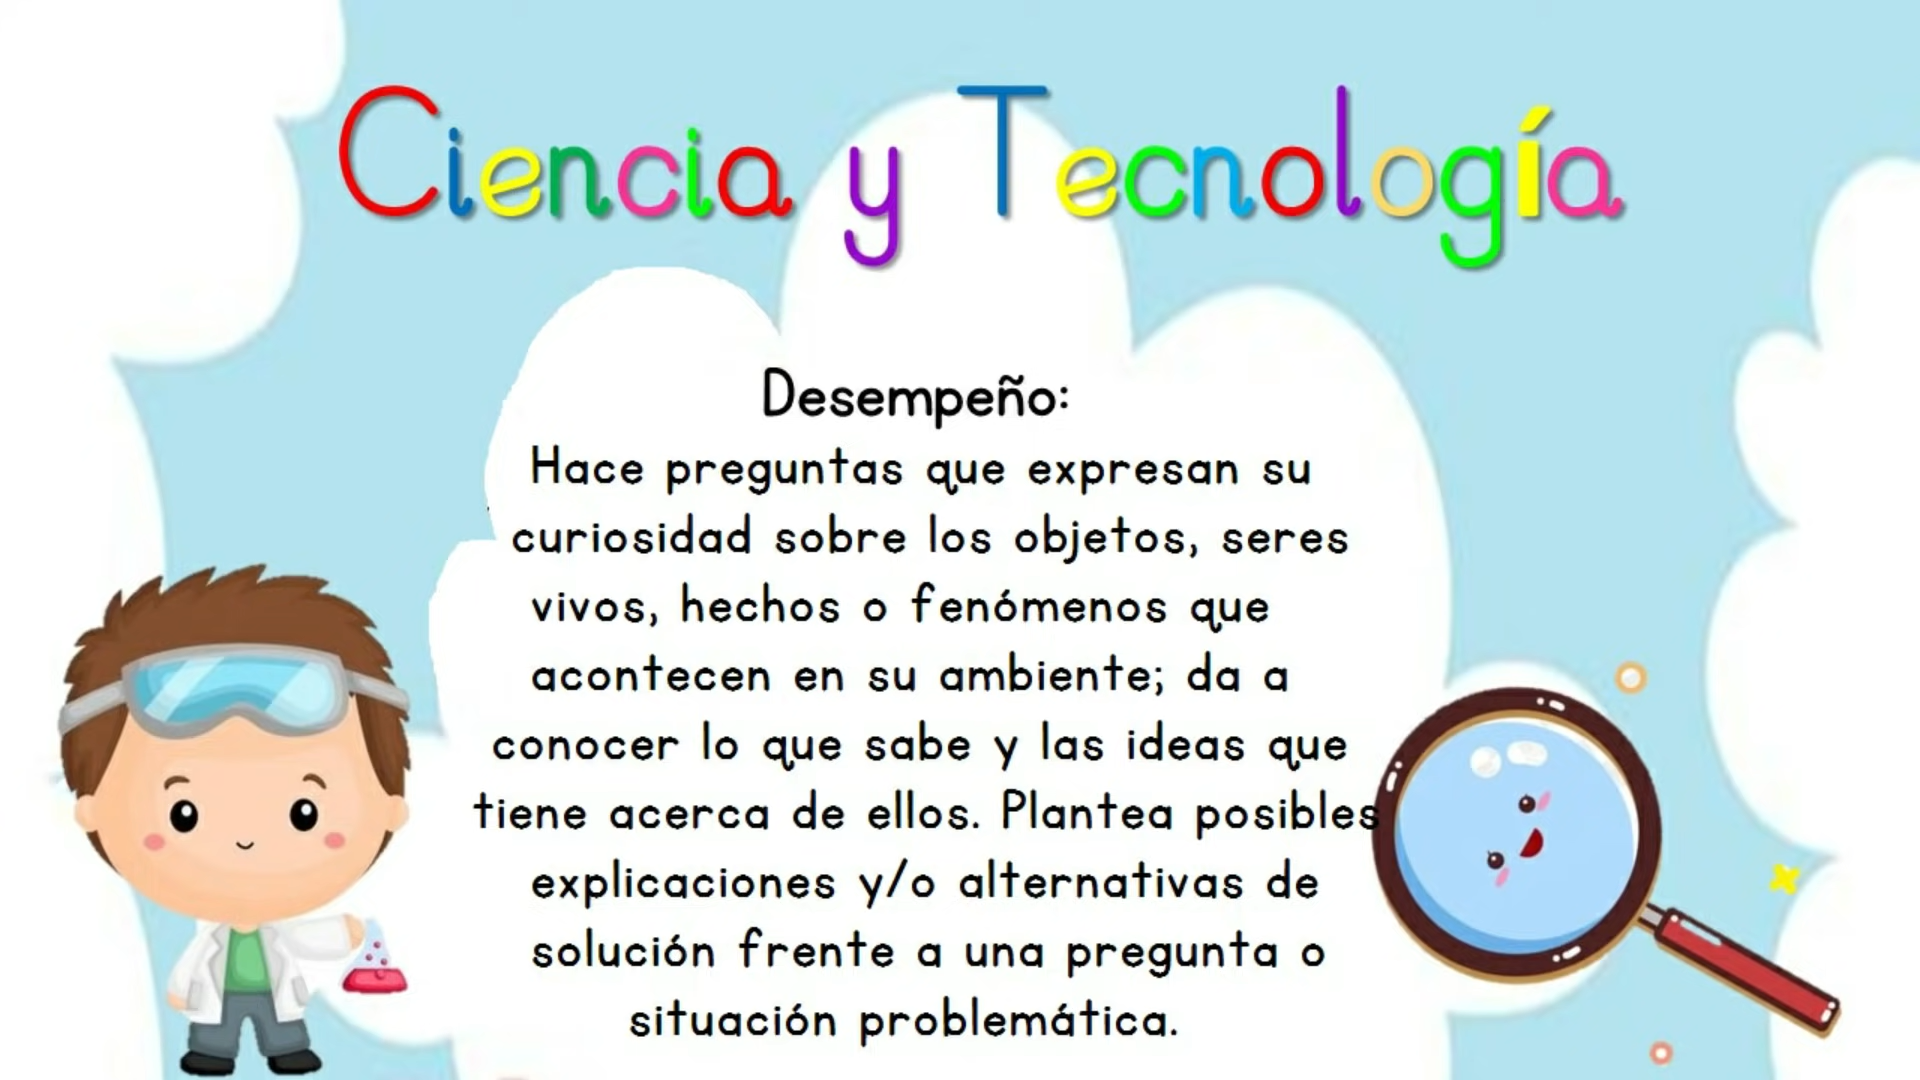 Ciencia y Tecnología
Desempeño:
Hace preguntas que expresan su
curiosidad sobre los objetos, seres
vivos, hechos o fenómenos que
acontecen en su ambiente; da a
conocer lo que sabe y las ideas que
tiene acerca de ellos. Plantea posibles
explicaciones y/o alternativas de
solución frente a una pregunta o
situación problemática.